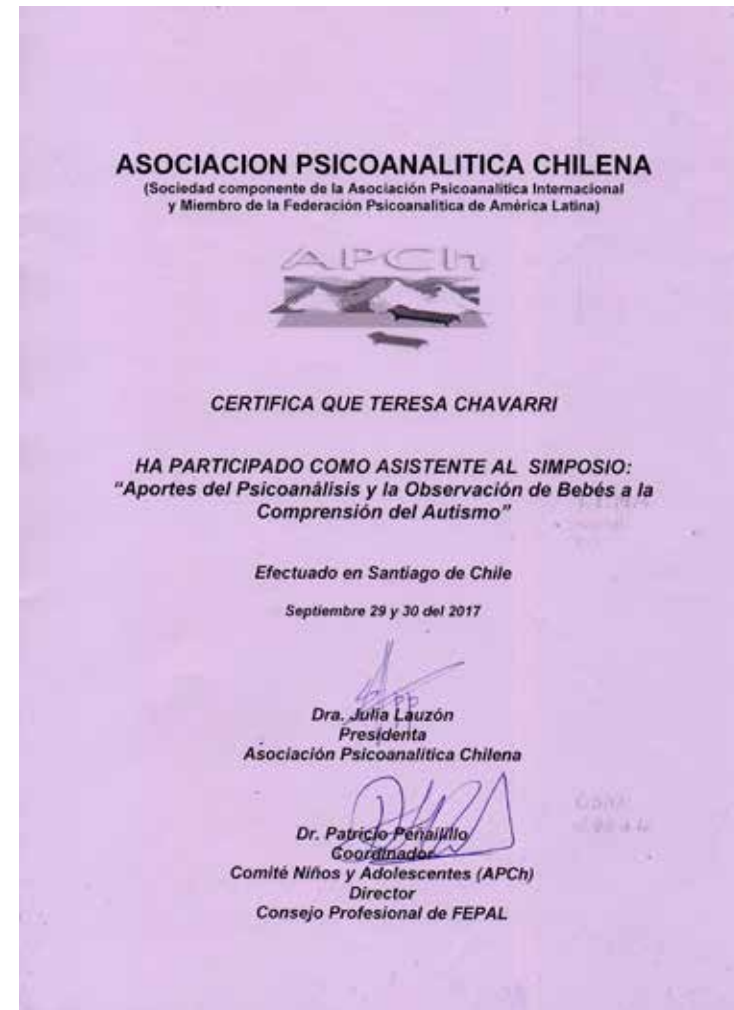 ASOCIACION PSICOANALITICA CHILENA
(Sociedad componente de la Asociación Psicoanalítica Internacional
y Miembro de la Federación Psicoanalítica de América Latina)
APCh
CERTIFICA QUE TERESA CHAVARRI
HA PARTICIPADO COMO ASISTENTE AL SIMPOSIO:
"Aportes del Psicoanálisis y la Observación de Bebés a la
Comprensión del Autismo"
Efectuado en Santiago de Chile
Septiembre 29 y 30 del 2017
pp
Dra. Julia Lauzón
Presidenta
Asociación Psicoanalítica Chilena
Dr. Patricio Peñailillo
Coordinador
Comité Niños y Adolescentes (APCh)
Director
Consejo Profesional de FEPAL